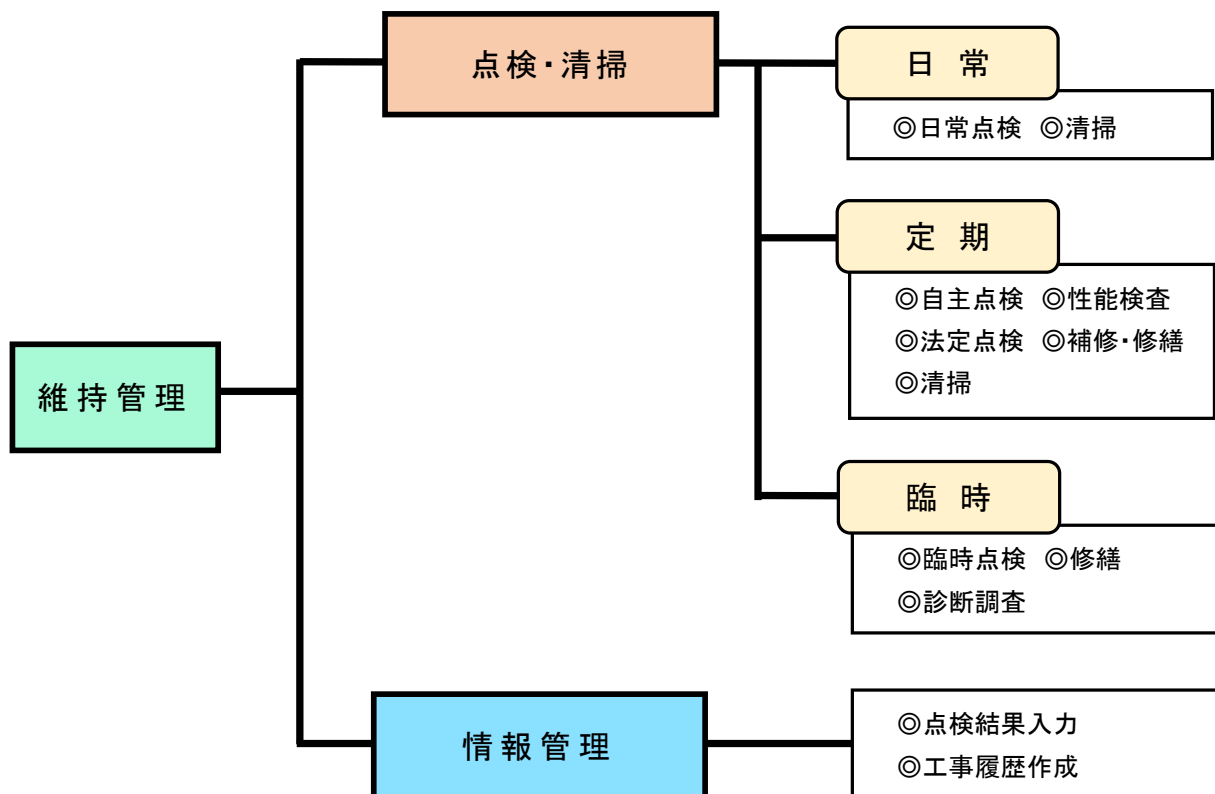 点検・清掃
日 常
◎日常点検 ◎清掃
定 期
◎自主点検 ◎性能検査
◎法定点検 ◎補修・修繕
◎清掃
維持管理
臨 時
◎臨時点検 ◎修繕
◎診断調査
情報管理
◎点検結果入力
◎工事履歴作成